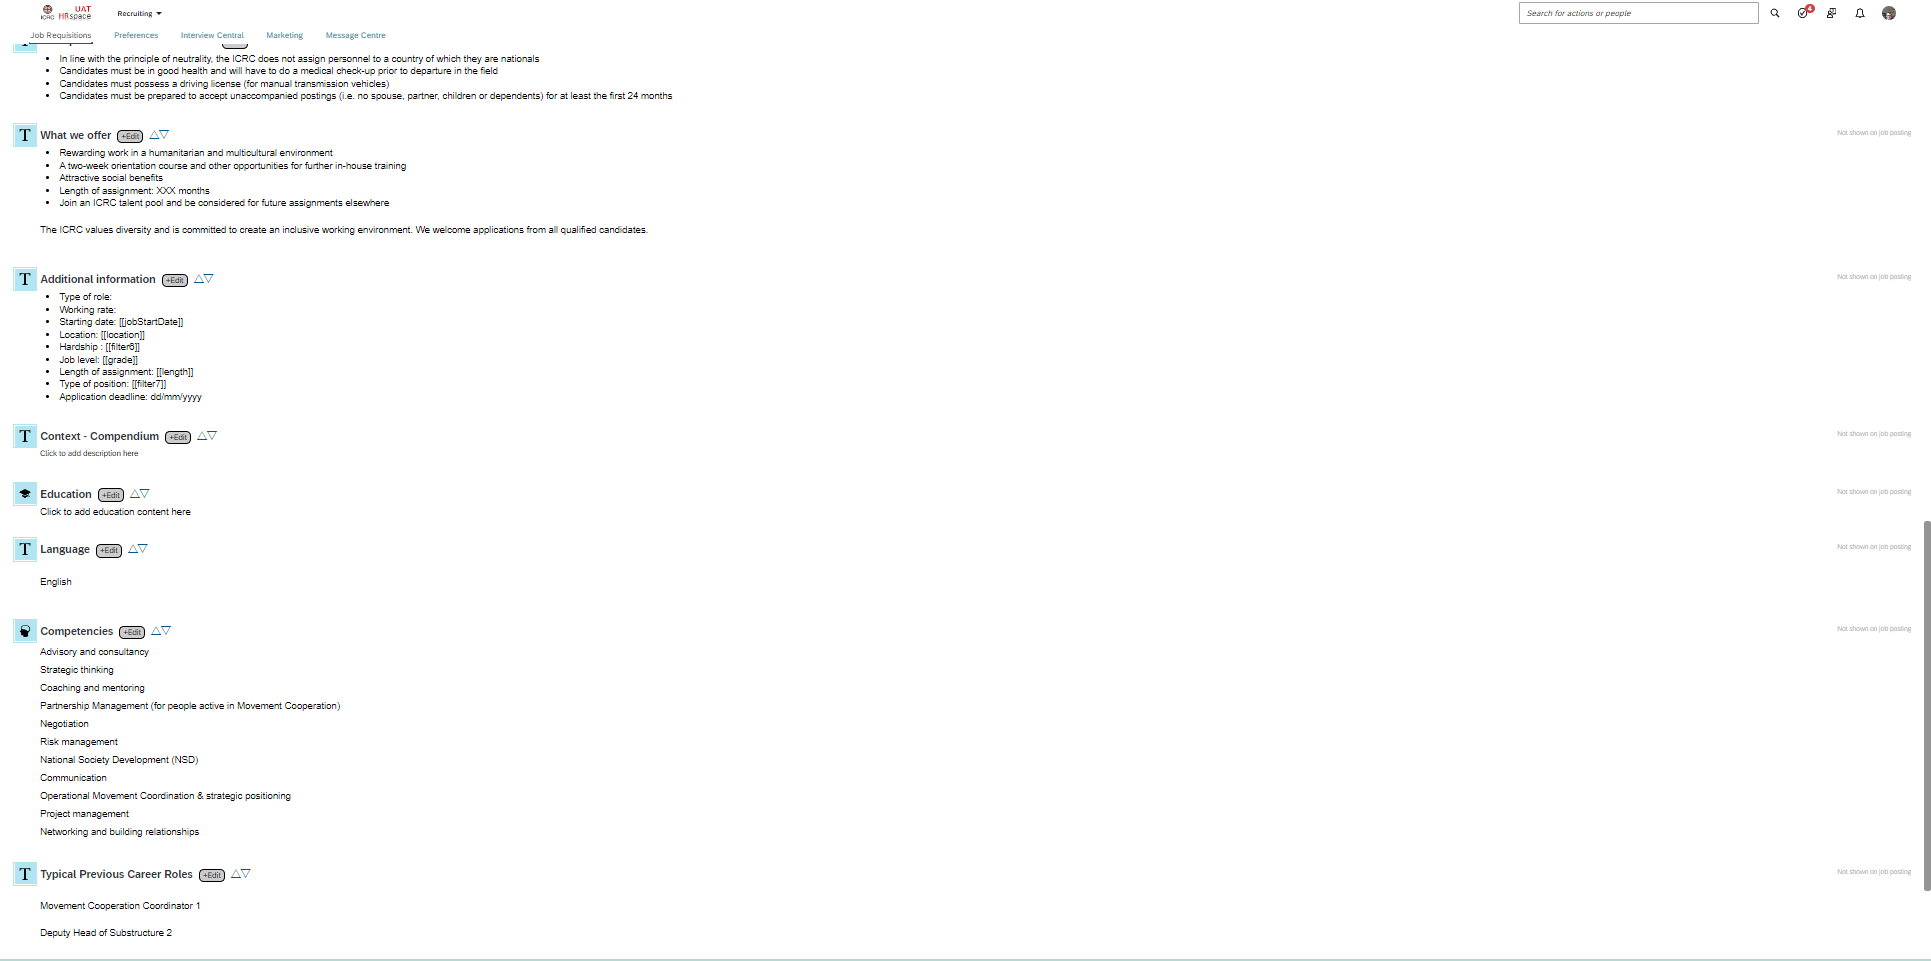 ICRC
UAT
HRspace
Recruiting
Search for actions or people
4
Job Requisitions
Preferences
Interview Central
Marketing
Message Centre
In line with the principle of neutrality, the ICRC does not assign personnel to a country of which they are nationals
Candidates must be in good health and will have to do a medical check-up prior to departure in the field
Candidates must possess a driving license (for manual transmission vehicles)
Candidates must be prepared to accept unaccompanied postings (i.e. no spouse, partner, children or dependents) for at least the first 24 months
T What we offer +Edit Not shown on job posting
Rewarding work in a humanitarian and multicultural environment
A two-week orientation course and other opportunities for further in-house training
Attractive social benefits
Length of assignment: XXX months
Join an ICRC talent pool and be considered for future assignments elsewhere
The ICRC values diversity and is committed to create an inclusive working environment. We welcome applications from all qualified candidates.
T Additional information +Edit Not shown on job posting
Type of role:
Working rate:
Starting date: [[jobStartDate]]
Location: [[location]]
Hardship : [[filter6]]
Job level: [[grade]]
Length of assignment: [[length]]
Type of position: [[filter7]]
Application deadline: dd/mm/yyyy
T Context - Compendium +Edit Not shown on job posting
Click to add description here
Education +Edit Not shown on job posting
Click to add education content here
T Language +Edit Not shown on job posting
English
Competencies +Edit Not shown on job posting
Advisory and consultancy
Strategic thinking
Coaching and mentoring
Partnership Management (for people active in Movement Cooperation)
Negotiation
Risk management
National Society Development (NSD)
Communication
Operational Movement Coordination & strategic positioning
Project management
Networking and building relationships
T Typical Previous Career Roles +Edit Not shown on job posting
Movement Cooperation Coordinator 1
Deputy Head of Substructure 2